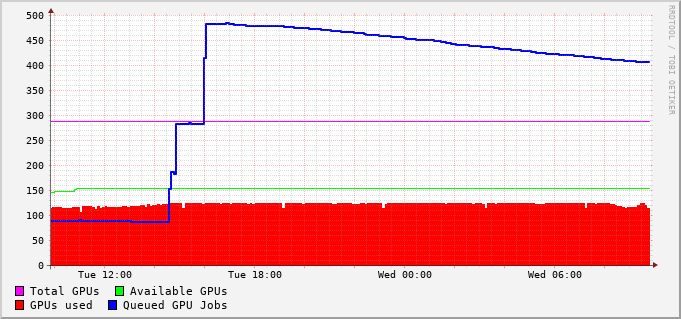 500
450
400
350
300
250
200
150
100
50
0
Tue 12:00 Tue 18:00 Wed 00:00 Wed 06:00
Total GPUs Available GPUs
GPUs used Queued GPU Jobs
RRDTOOL / TOBI OETIKER